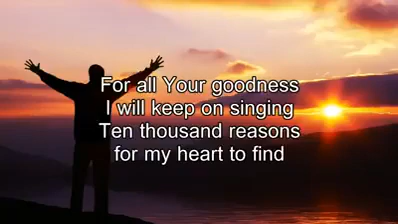 For all Your goodness
I will keep on singing
Ten thousand reasons
for my heart to find